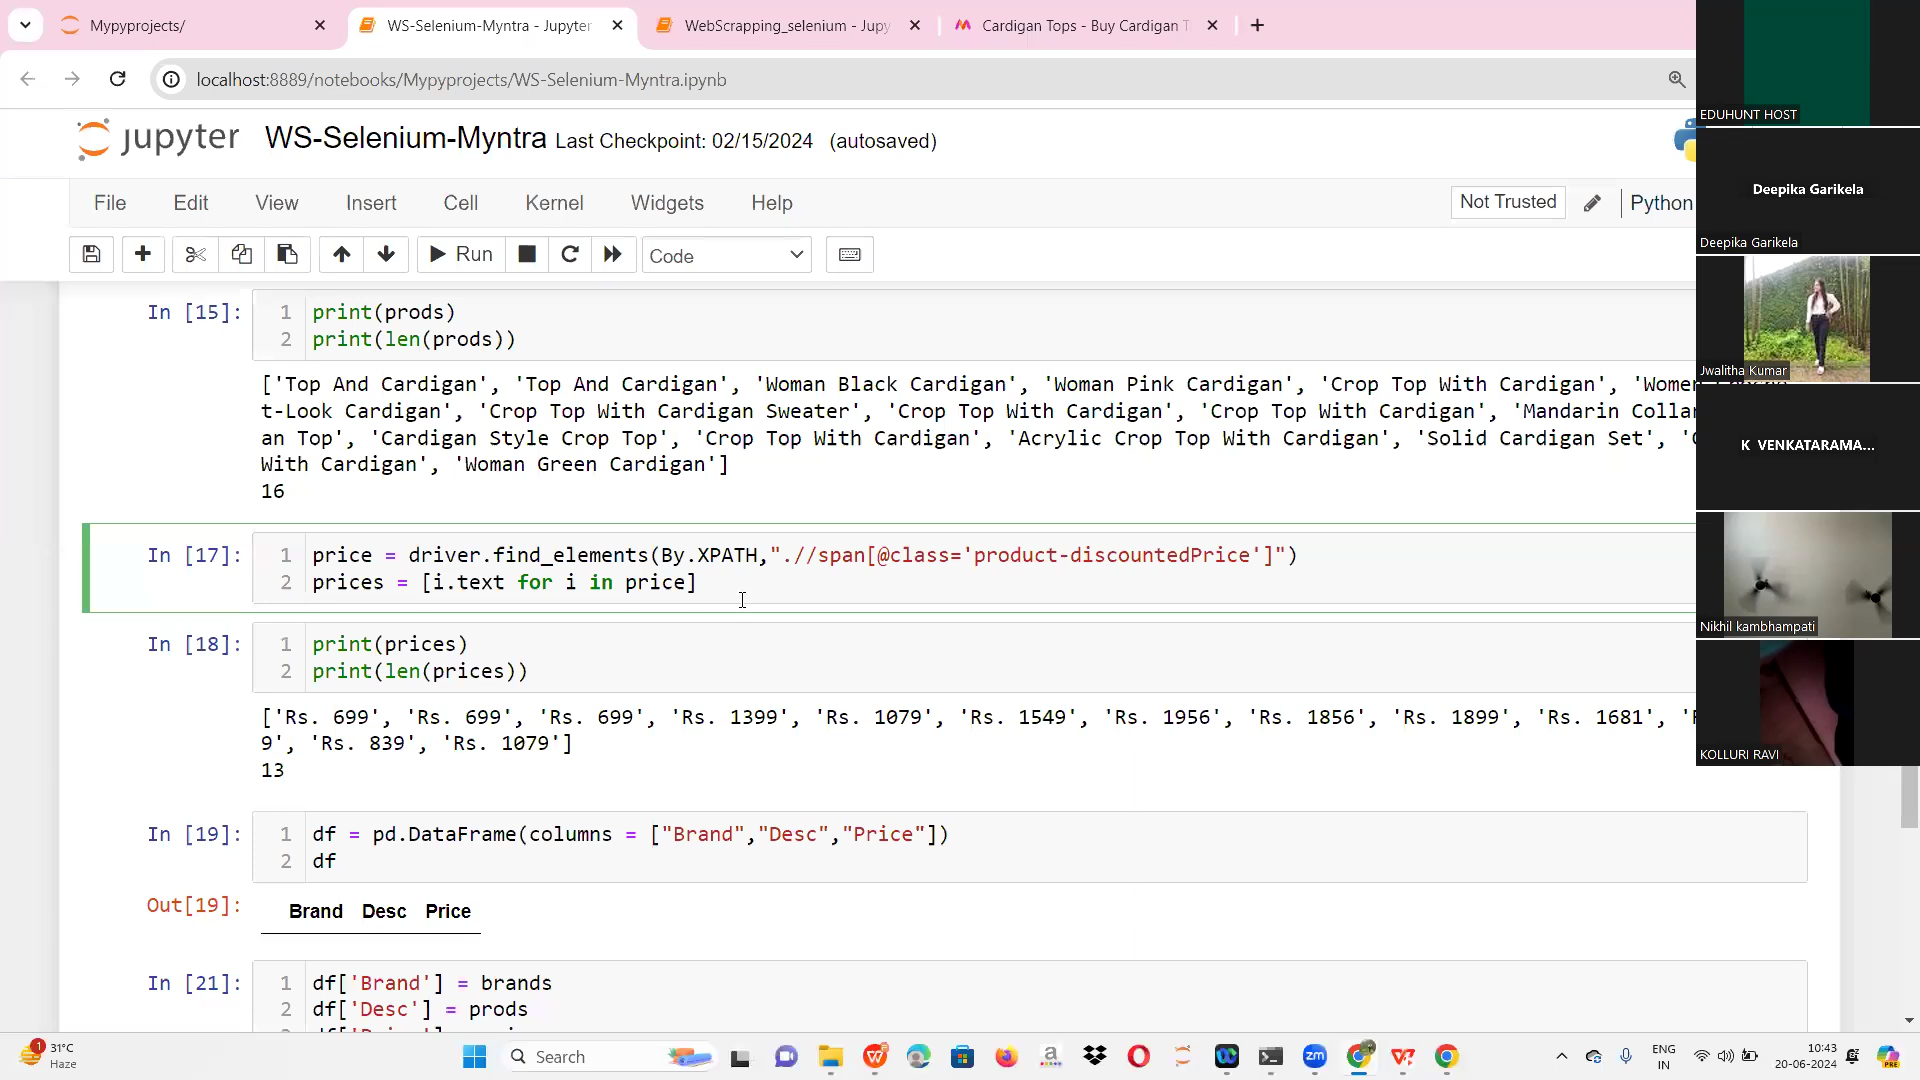 Mypyprojects/
WS-Selenium-Myntra - Jupyter
WebScrapping_selenium - Jupy
Cardigan Tops - Buy Cardigan T
localhost:8889/notebooks/Mypyprojects/WS-Selenium-Myntra.ipynb
jupyter WS-Selenium-Myntra Last Checkpoint: 02/15/2024 (autosaved)
File Edit View Insert Cell Kernel Widgets Help Not Trusted Python
Run Code
In [15]:
1 print(prods)
2 print(len(prods))
['Top And Cardigan', 'Top And Cardigan', 'Woman Black Cardigan', 'Woman Pink Cardigan', 'Crop Top With Cardigan', 'Women
t-Look Cardigan', 'Crop Top With Cardigan Sweater', 'Crop Top With Cardigan', 'Crop Top With Cardigan', 'Mandarin Colla
an Top', 'Cardigan Style Crop Top', 'Crop Top With Cardigan', 'Acrylic Crop Top With Cardigan', 'Solid Cardigan Set', '
With Cardigan', 'Woman Green Cardigan']
16
In [17]:
1 price = driver.find_elements(By.XPATH,".//span[@class='product-discountedPrice']")
2 prices = [i.text for i in price]
In [18]:
1 print(prices)
2 print(len(prices))
['Rs. 699', 'Rs. 699', 'Rs. 699', 'Rs. 1399', 'Rs. 1079', 'Rs. 1549', 'Rs. 1956', 'Rs. 1856', 'Rs. 1899', 'Rs. 1681', '
9', 'Rs. 839', 'Rs. 1079']
13
In [19]:
1 df = pd.DataFrame(columns = ["Brand","Desc","Price"])
2 df
Out[19]:
Brand Desc Price
In [21]:
1 df['Brand'] = brands
2 df['Desc'] = prods
EDUHUNT HOST
Deepika Garikela
Deepika Garikela
Jwalitha Kumar
K VENKATARAMA...
Nikhil kambhampati
KOLLURI RAVI
1
31°C
Haze
Search
zm
ENG
IN
10:43
20-06-2024
PRE